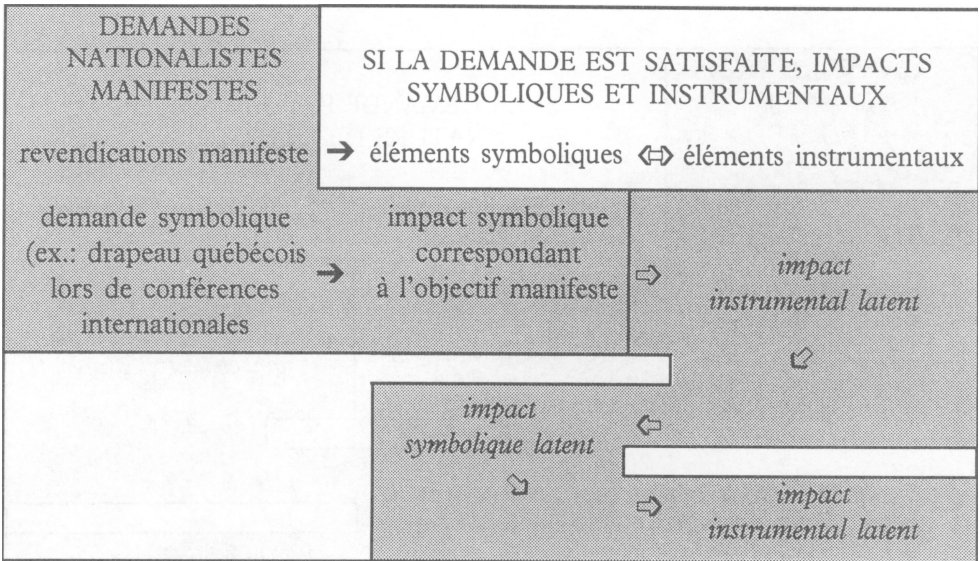 DEMANDES
NATIONALISTES
MANIFESTES
SI LA DEMANDE EST SATISFAITE, IMPACTS
SYMBOLIQUES ET INSTRUMENTAUX
revendications manifeste ➔ éléments symboliques ⇔ éléments instrumentaux
demande symbolique
(ex.: drapeau québécois
lors de conférences
internationales
➔
impact symbolique
correspondant
à l'objectif manifeste
⇨
impact
instrumental latent
impact
symbolique latent
impact
instrumental latent